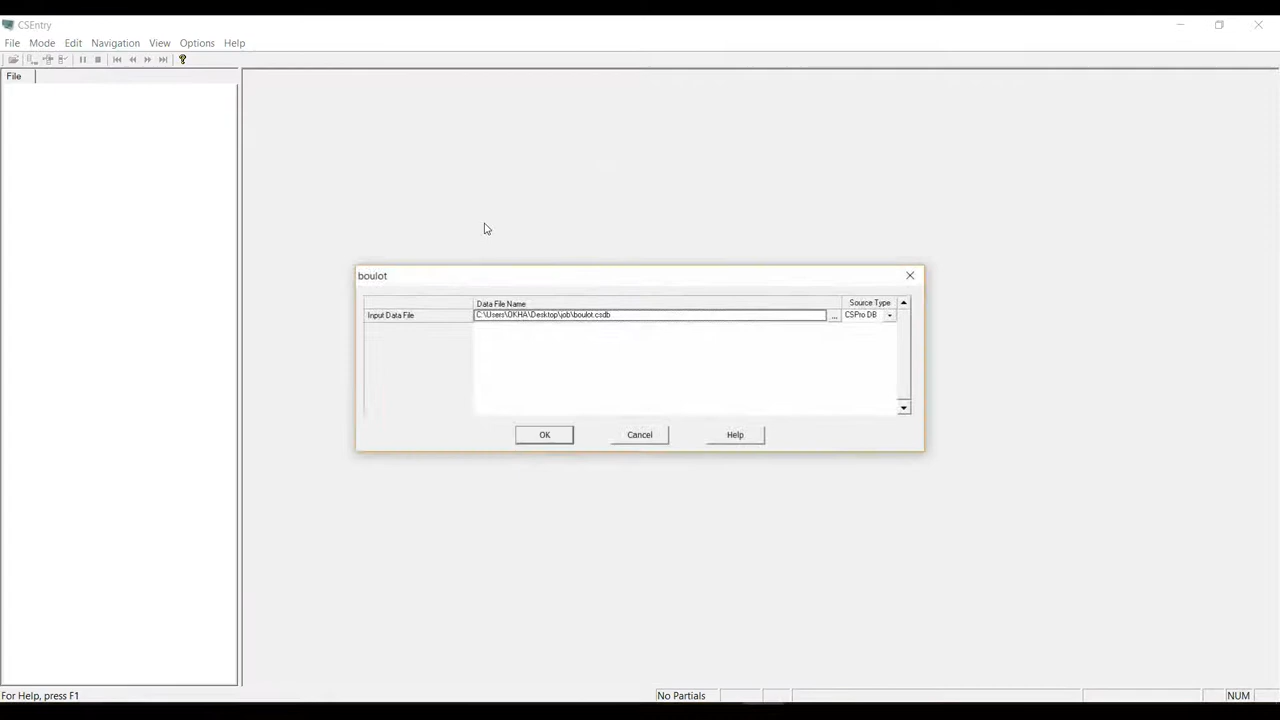 CSEntry
File Mode Edit Navigation View Options Help
File
boulot
Data File Name Source Type
Input Data File C:\Users\OKHA\Desktop\job\boulot.csdb ... CSPro DB
OK Cancel Help
For Help, press F1 No Partials NUM